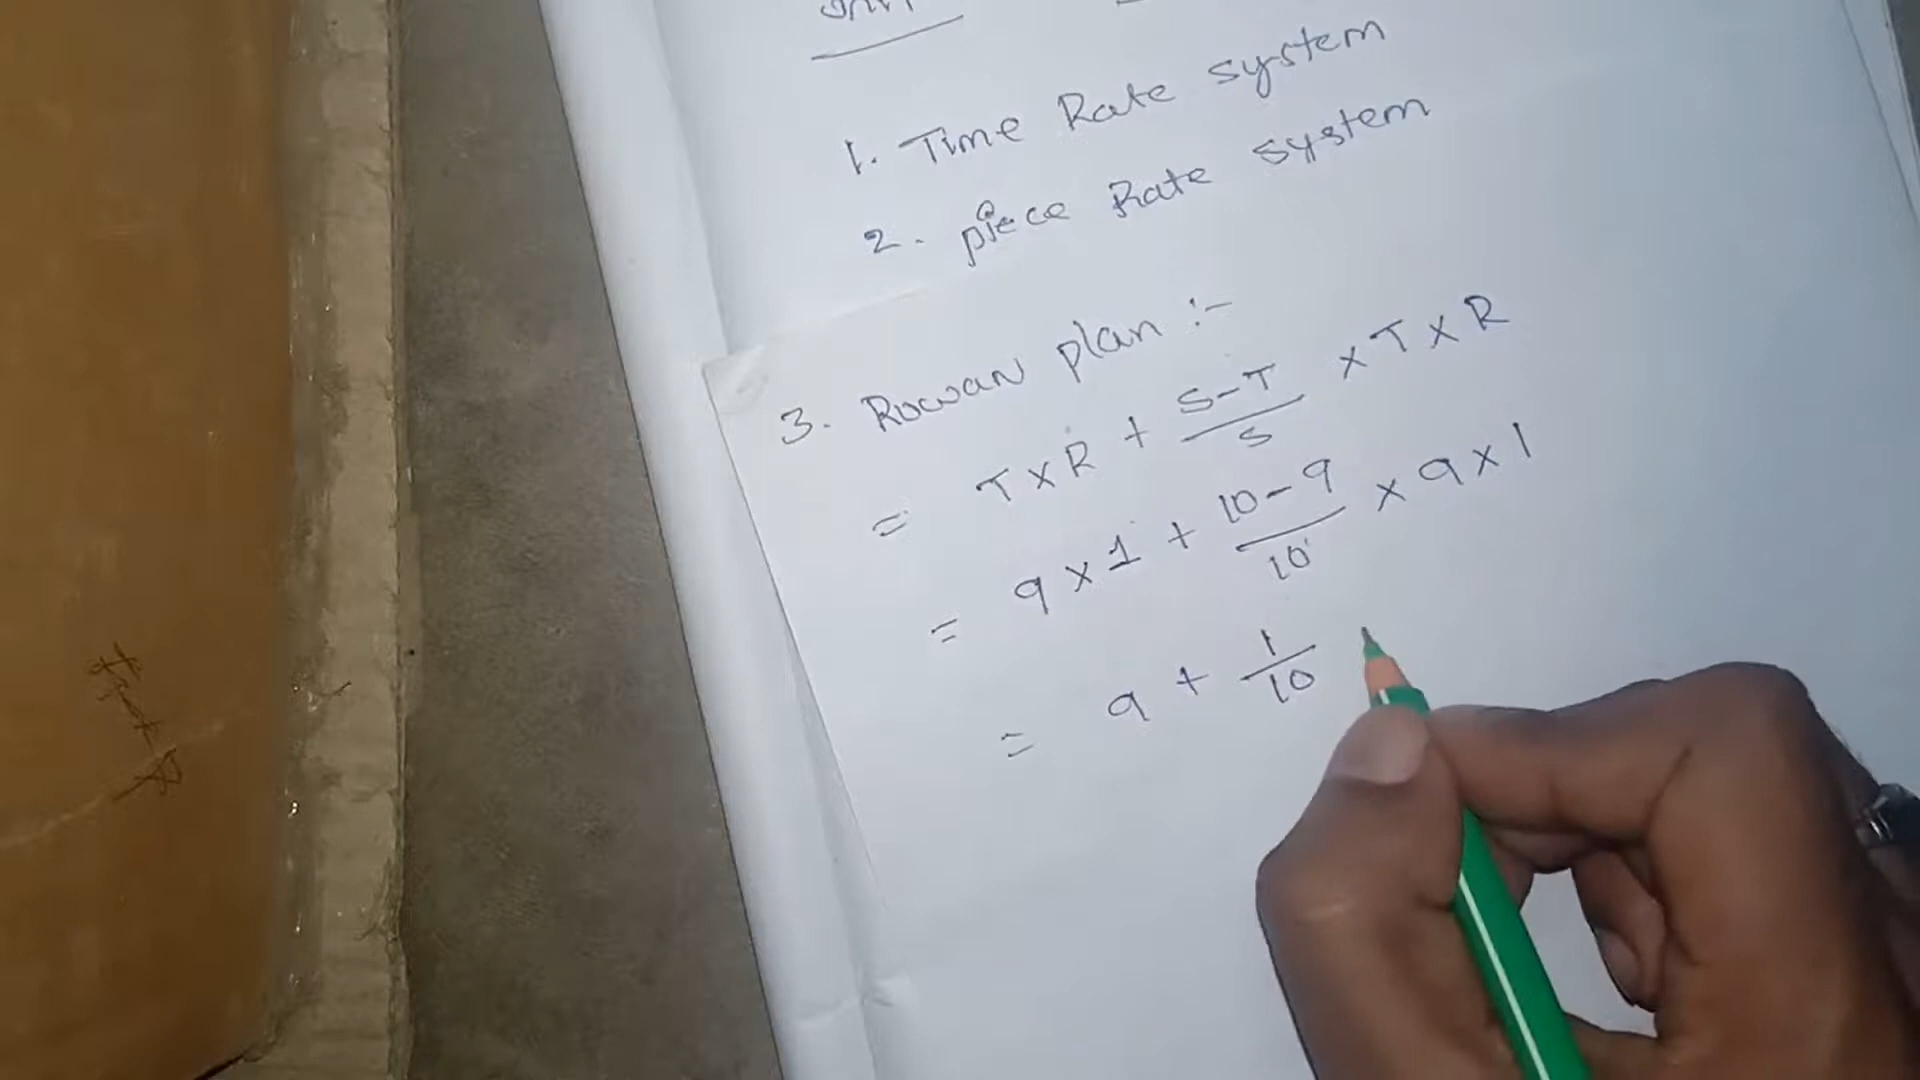 1. Time Rate system
2. piece Rate system
3. Rowan plan :-
= T x R + S-T/S x T x R
= 9 x 1 + 10-9/10 x 9 x 1
= 9 + 1/10